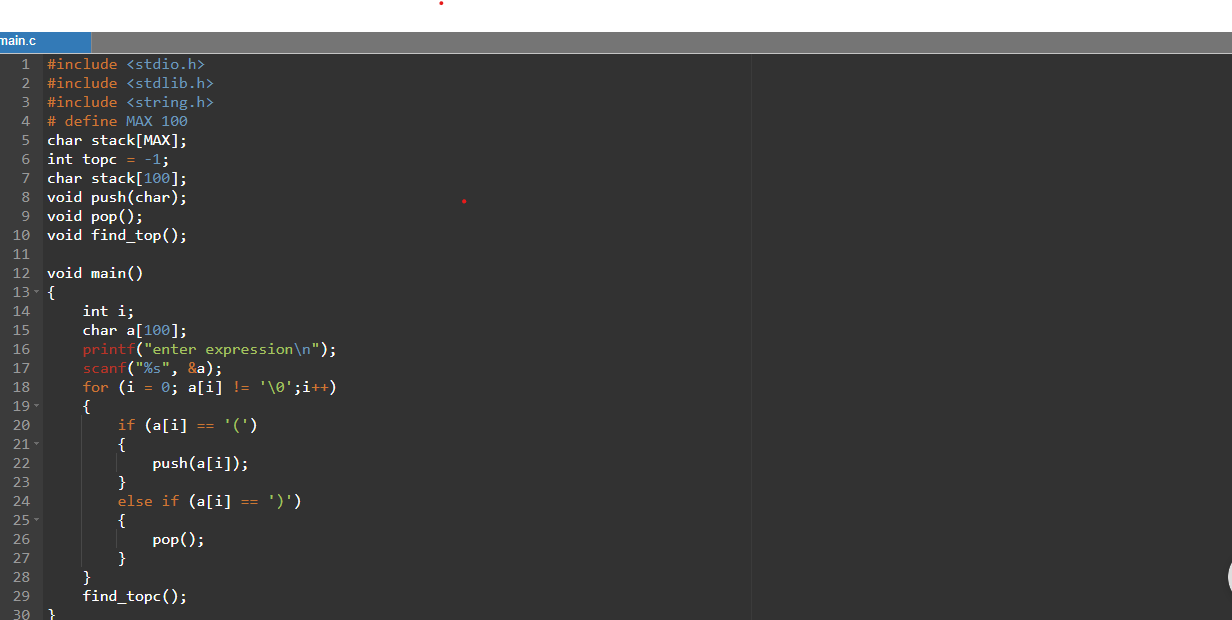 main.c
1 #include <stdio.h>
2 #include <stdlib.h>
3 #include <string.h>
4 # define MAX 100
5 char stack[MAX];
6 int topc = -1;
7 char stack[100];
8 void push(char);
9 void pop();
10 void find_top();
11
12 void main()
13 {
14     int i;
15     char a[100];
16     printf("enter expression\n");
17     scanf("%s", &a);
18     for (i = 0; a[i] != '\0';i++)
19     {
20         if (a[i] == '(')
21         {
22             push(a[i]);
23         }
24         else if (a[i] == ')')
25         {
26             pop();
27         }
28     }
29     find_topc();
30 }